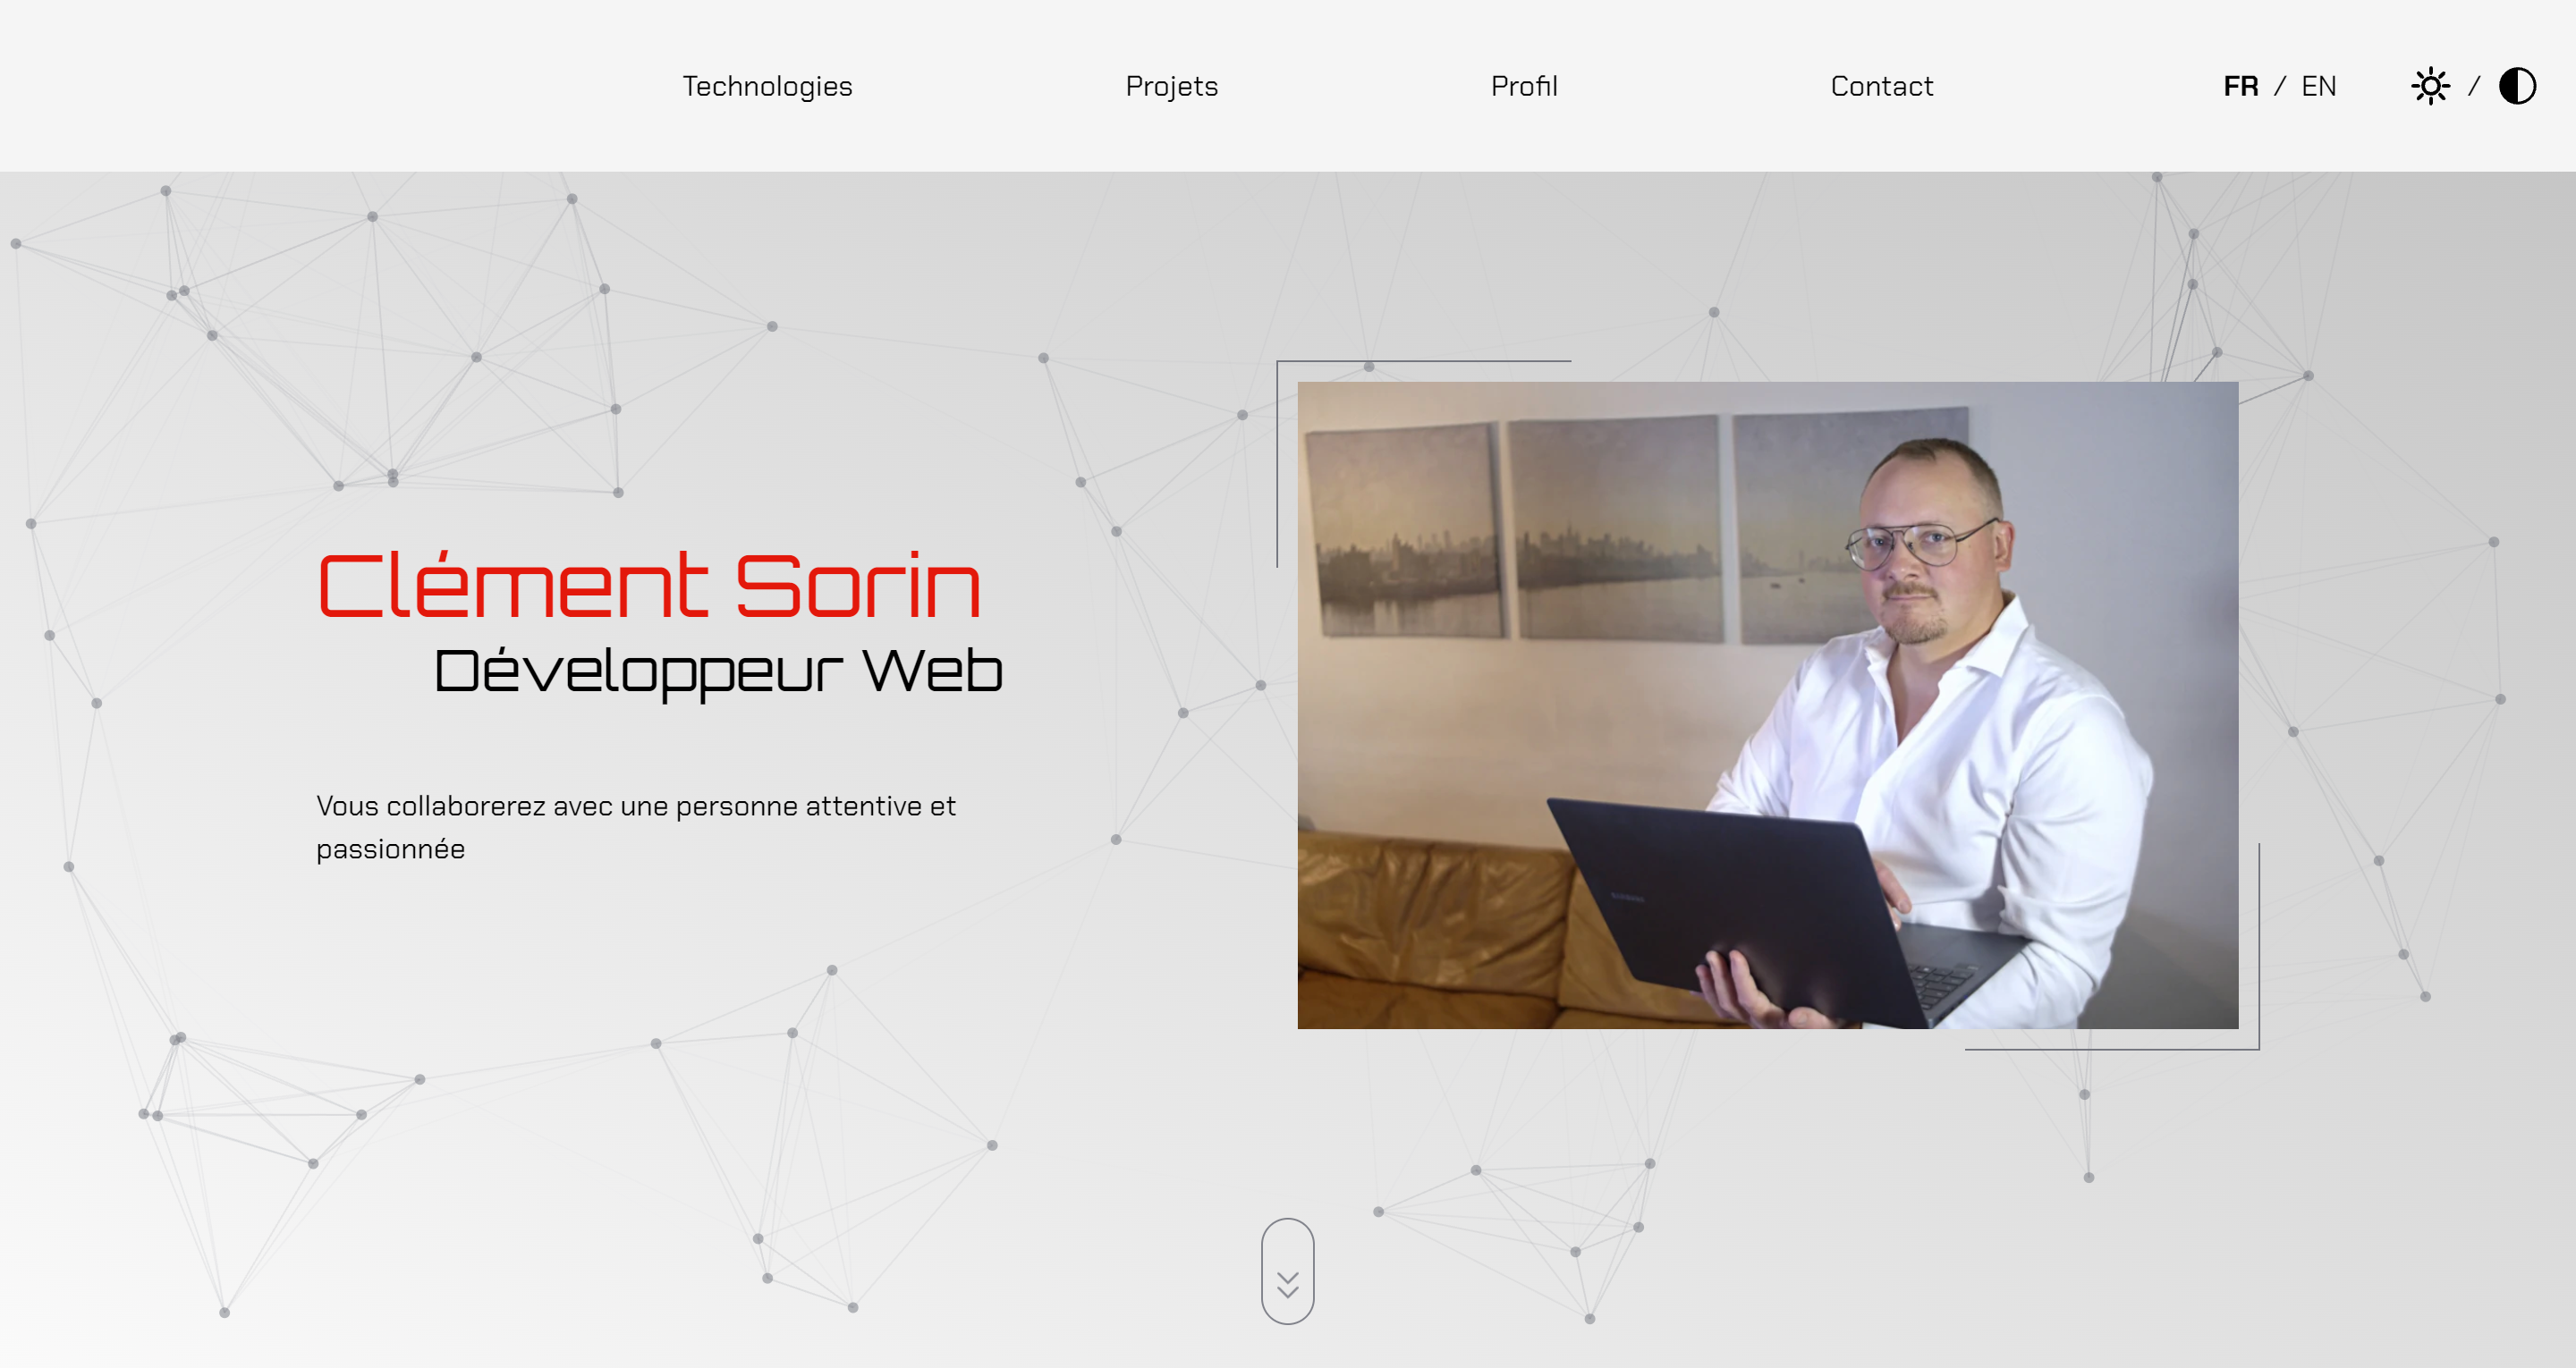 Technologies
Projets
Profil
Contact
FR / EN
/
Clément Sorin
Développeur Web
Vous collaborerez avec une personne attentive et
passionnée